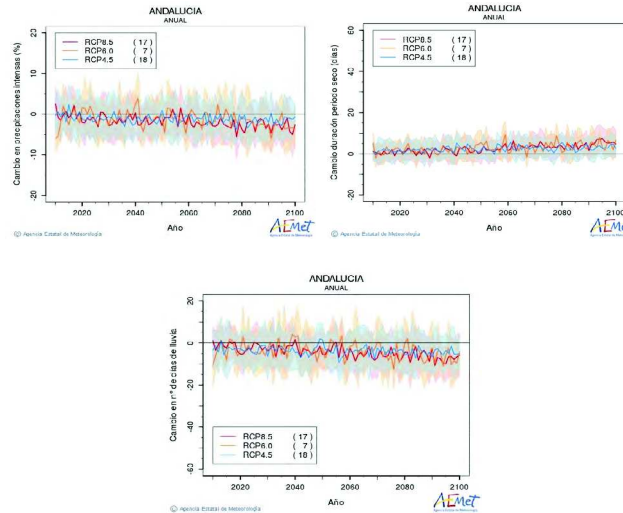 ANDALUCIA
ANUAL
Cambio en precipitaciones intensas (%)
20
10
0
-10
-20
RCP8.5 ( 17 )
RCP6.0 ( 7 )
RCP4.5 ( 18 )
2020 2040 2060 2080 2100
Año
© Agencia Estatal de Meteorología
AEMet
ANDALUCIA
ANUAL
Cambio duración periodo seco (días)
60
40
20
0
-20
RCP8.5 ( 17 )
RCP6.0 ( 7 )
RCP4.5 ( 18 )
2020 2040 2060 2080 2100
Año
© Agencia Estatal de Meteorología
ANDALUCIA
ANUAL
Cambio en nº de días de lluvia
20
0
-20
-40
-60
RCP8.5 ( 17 )
RCP6.0 ( 7 )
RCP4.5 ( 18 )
2020 2040 2060 2080 2100
Año
© Agencia Estatal de Meteorología
AEMet